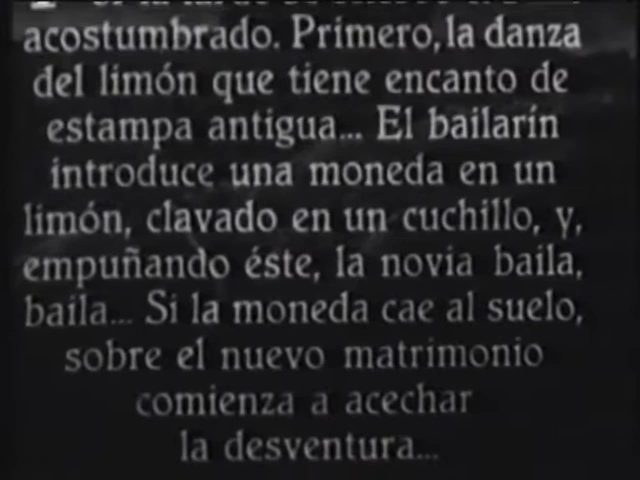 acostumbrado. Primero, la danza
del limón que tiene encanto de
estampa antigua... El bailarín
introduce una moneda en un
limón, clavado en un cuchillo, y,
empuñando éste, la novia baila,
baila... Si la moneda cae al suelo,
sobre el nuevo matrimonio
comienza a acechar
la desventura...